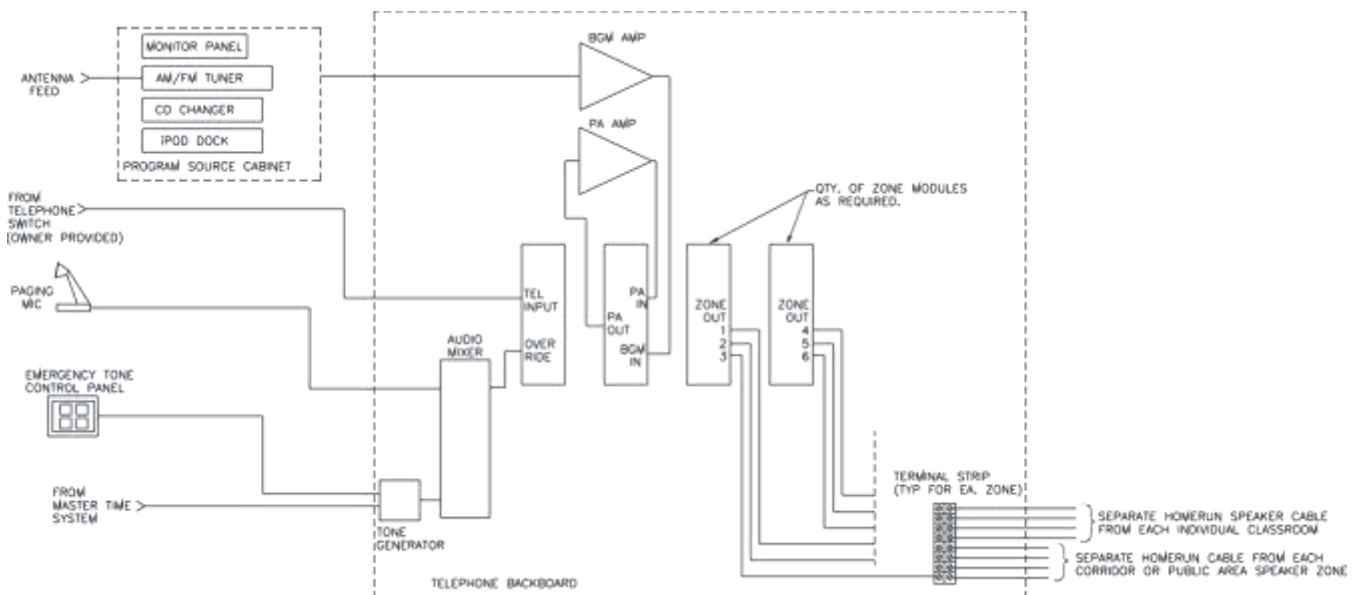 BGM AMP
MONITOR PANEL
ANTENNA
FEED
AM/FM TUNER
CD CHANGER
iPOD DOCK
PROGRAM SOURCE CABINET
PA AMP
FROM
TELEPHONE
SWITCH
(OWNER PROVIDED)
QTY. OF ZONE MODULES
AS REQUIRED.
PAGING
MIC
TEL
INPUT
OVER
RIDE
PA
IN
PA
OUT
BGM
IN
ZONE
OUT
1
2
3
ZONE
OUT
4
5
6
AUDIO
MIXER
EMERGENCY TONE
CONTROL PANEL
FROM
MASTER TIME
SYSTEM
TONE
GENERATOR
TERMINAL STRIP
(TYP FOR EA. ZONE)
SEPARATE HOMERUN SPEAKER CABLE
FROM EACH INDIVIDUAL CLASSROOM
SEPARATE HOMERUN CABLE FROM EACH
CORRIDOR OR PUBLIC AREA SPEAKER ZONE
TELEPHONE BACKBOARD